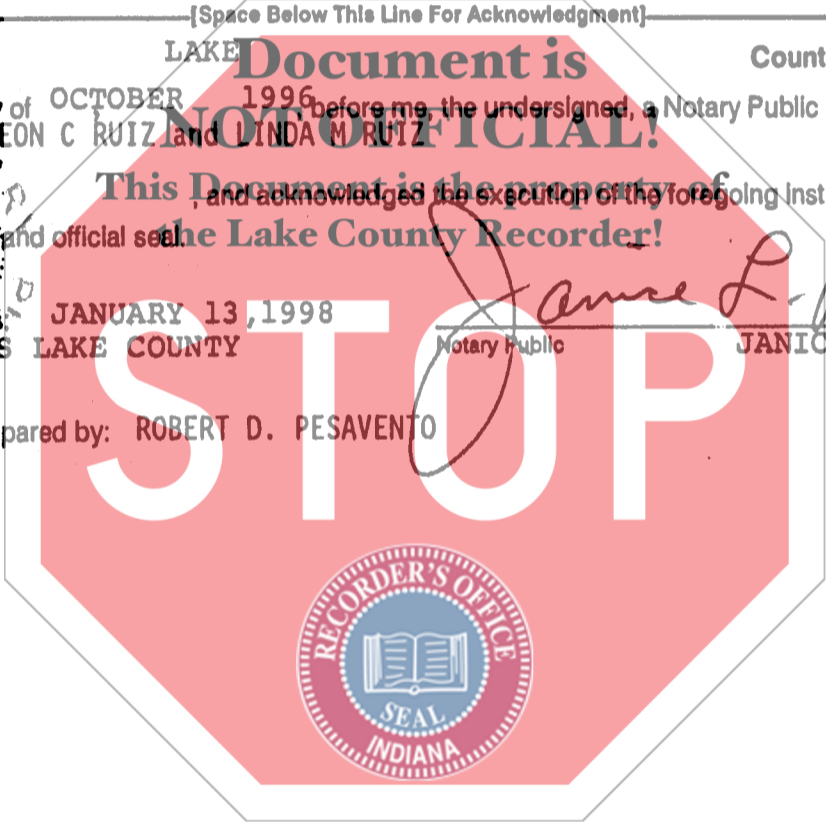 [Space Below This Line For Acknowledgment]
LAKE Count
Document is
of OCTOBER 1996, before me, the undersigned, a Notary Public
EON C RUIZ and LINDA M RUIZ
NOT OFFICIAL!
This Document is the property of
, and acknowledged the execution of the foregoing inst
the Lake County Recorder!
and official seal.
Janice L.
JANUARY 13,1998
Notary Public JANIC
S LAKE COUNTY
pared by: ROBERT D. PESAVENTO
STOP
RECORDER'S OFFICE
SEAL
INDIANA